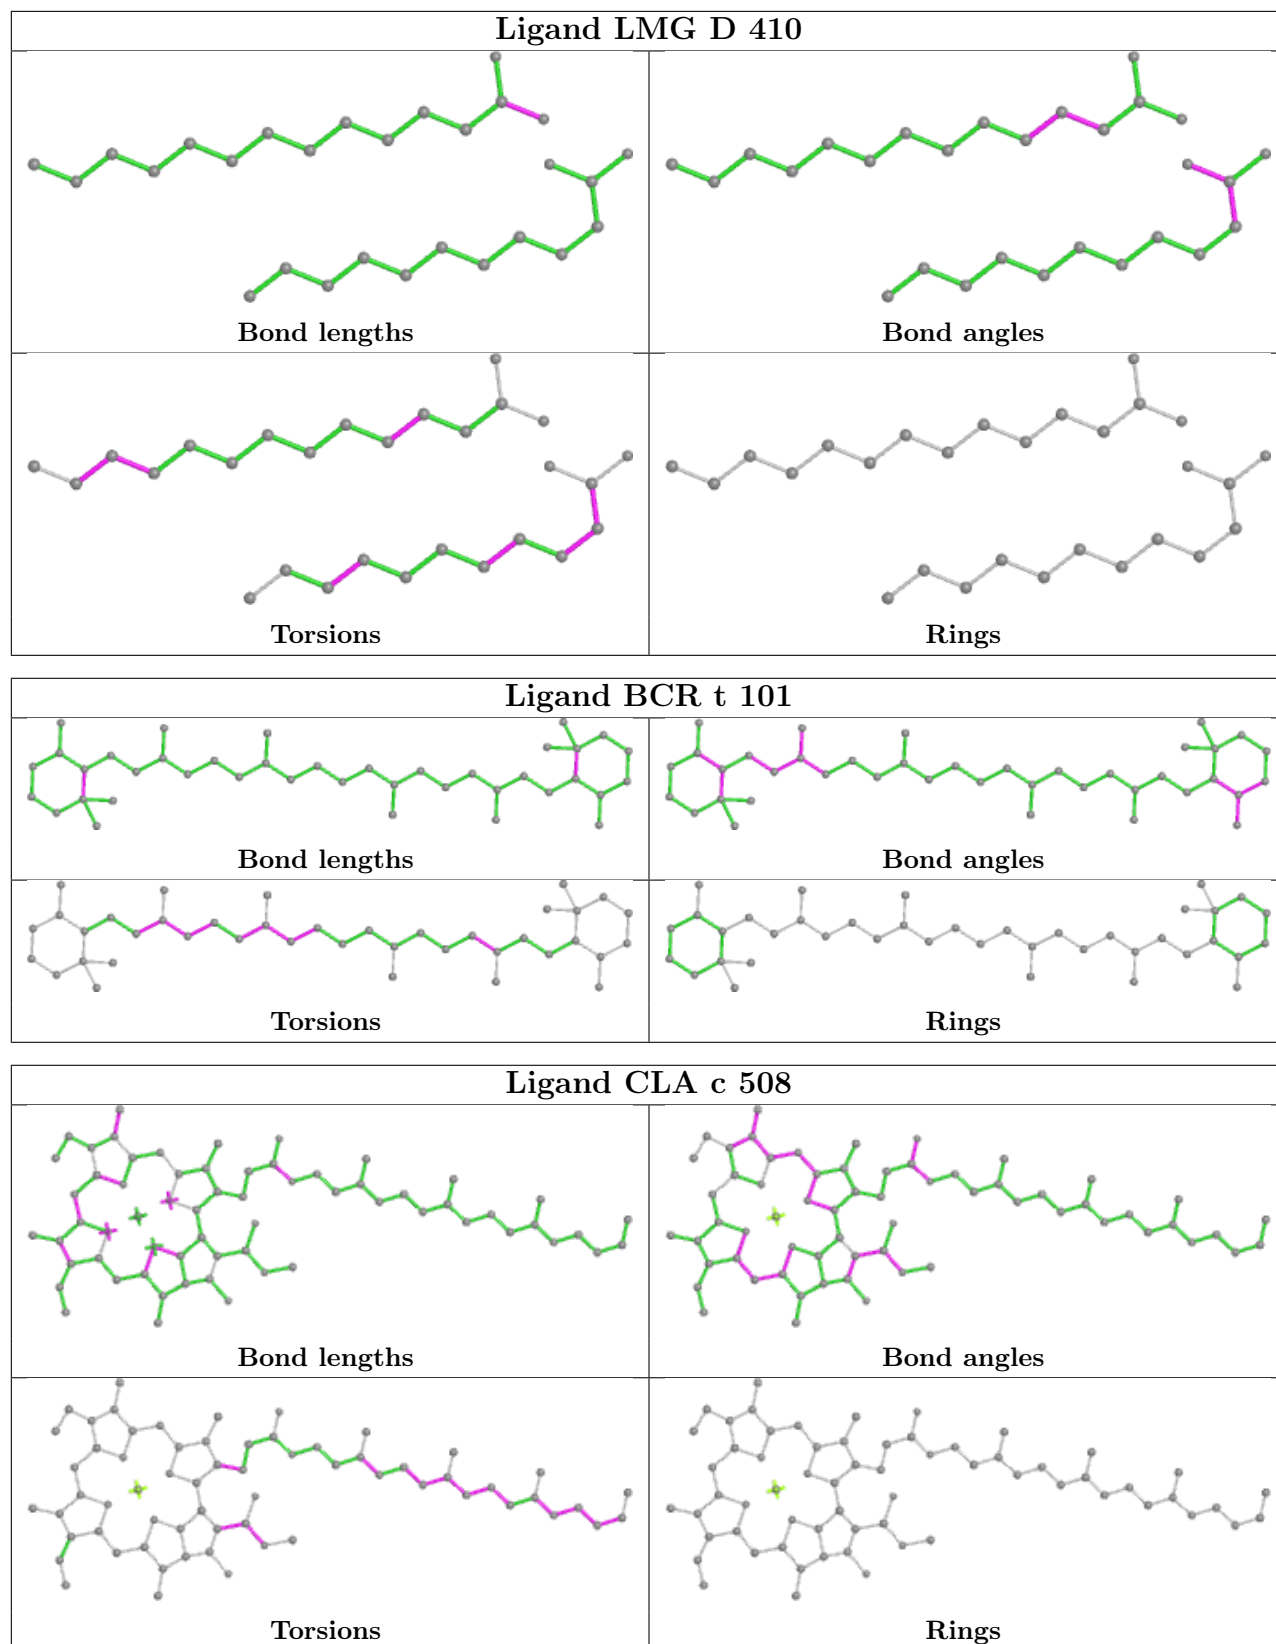 Ligand LMG D 410
Bond lengths
Bond angles
Torsions
Rings
Ligand BCR t 101
Bond lengths
Bond angles
Torsions
Rings
Ligand CLA c 508
Bond lengths
Bond angles
Torsions
Rings